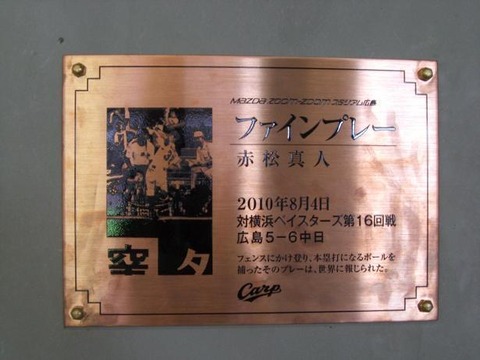 MAZDA ZOOM-ZOOM スタジアム広島
ファインプレー
赤松真人
2010年8月4日
対横浜ベイスターズ第16回戦
広島5-6中日
フェンスにかけ登り、本塁打になるボールを
捕ったそのプレーは、世界に報じられた。
Carp
空 タ